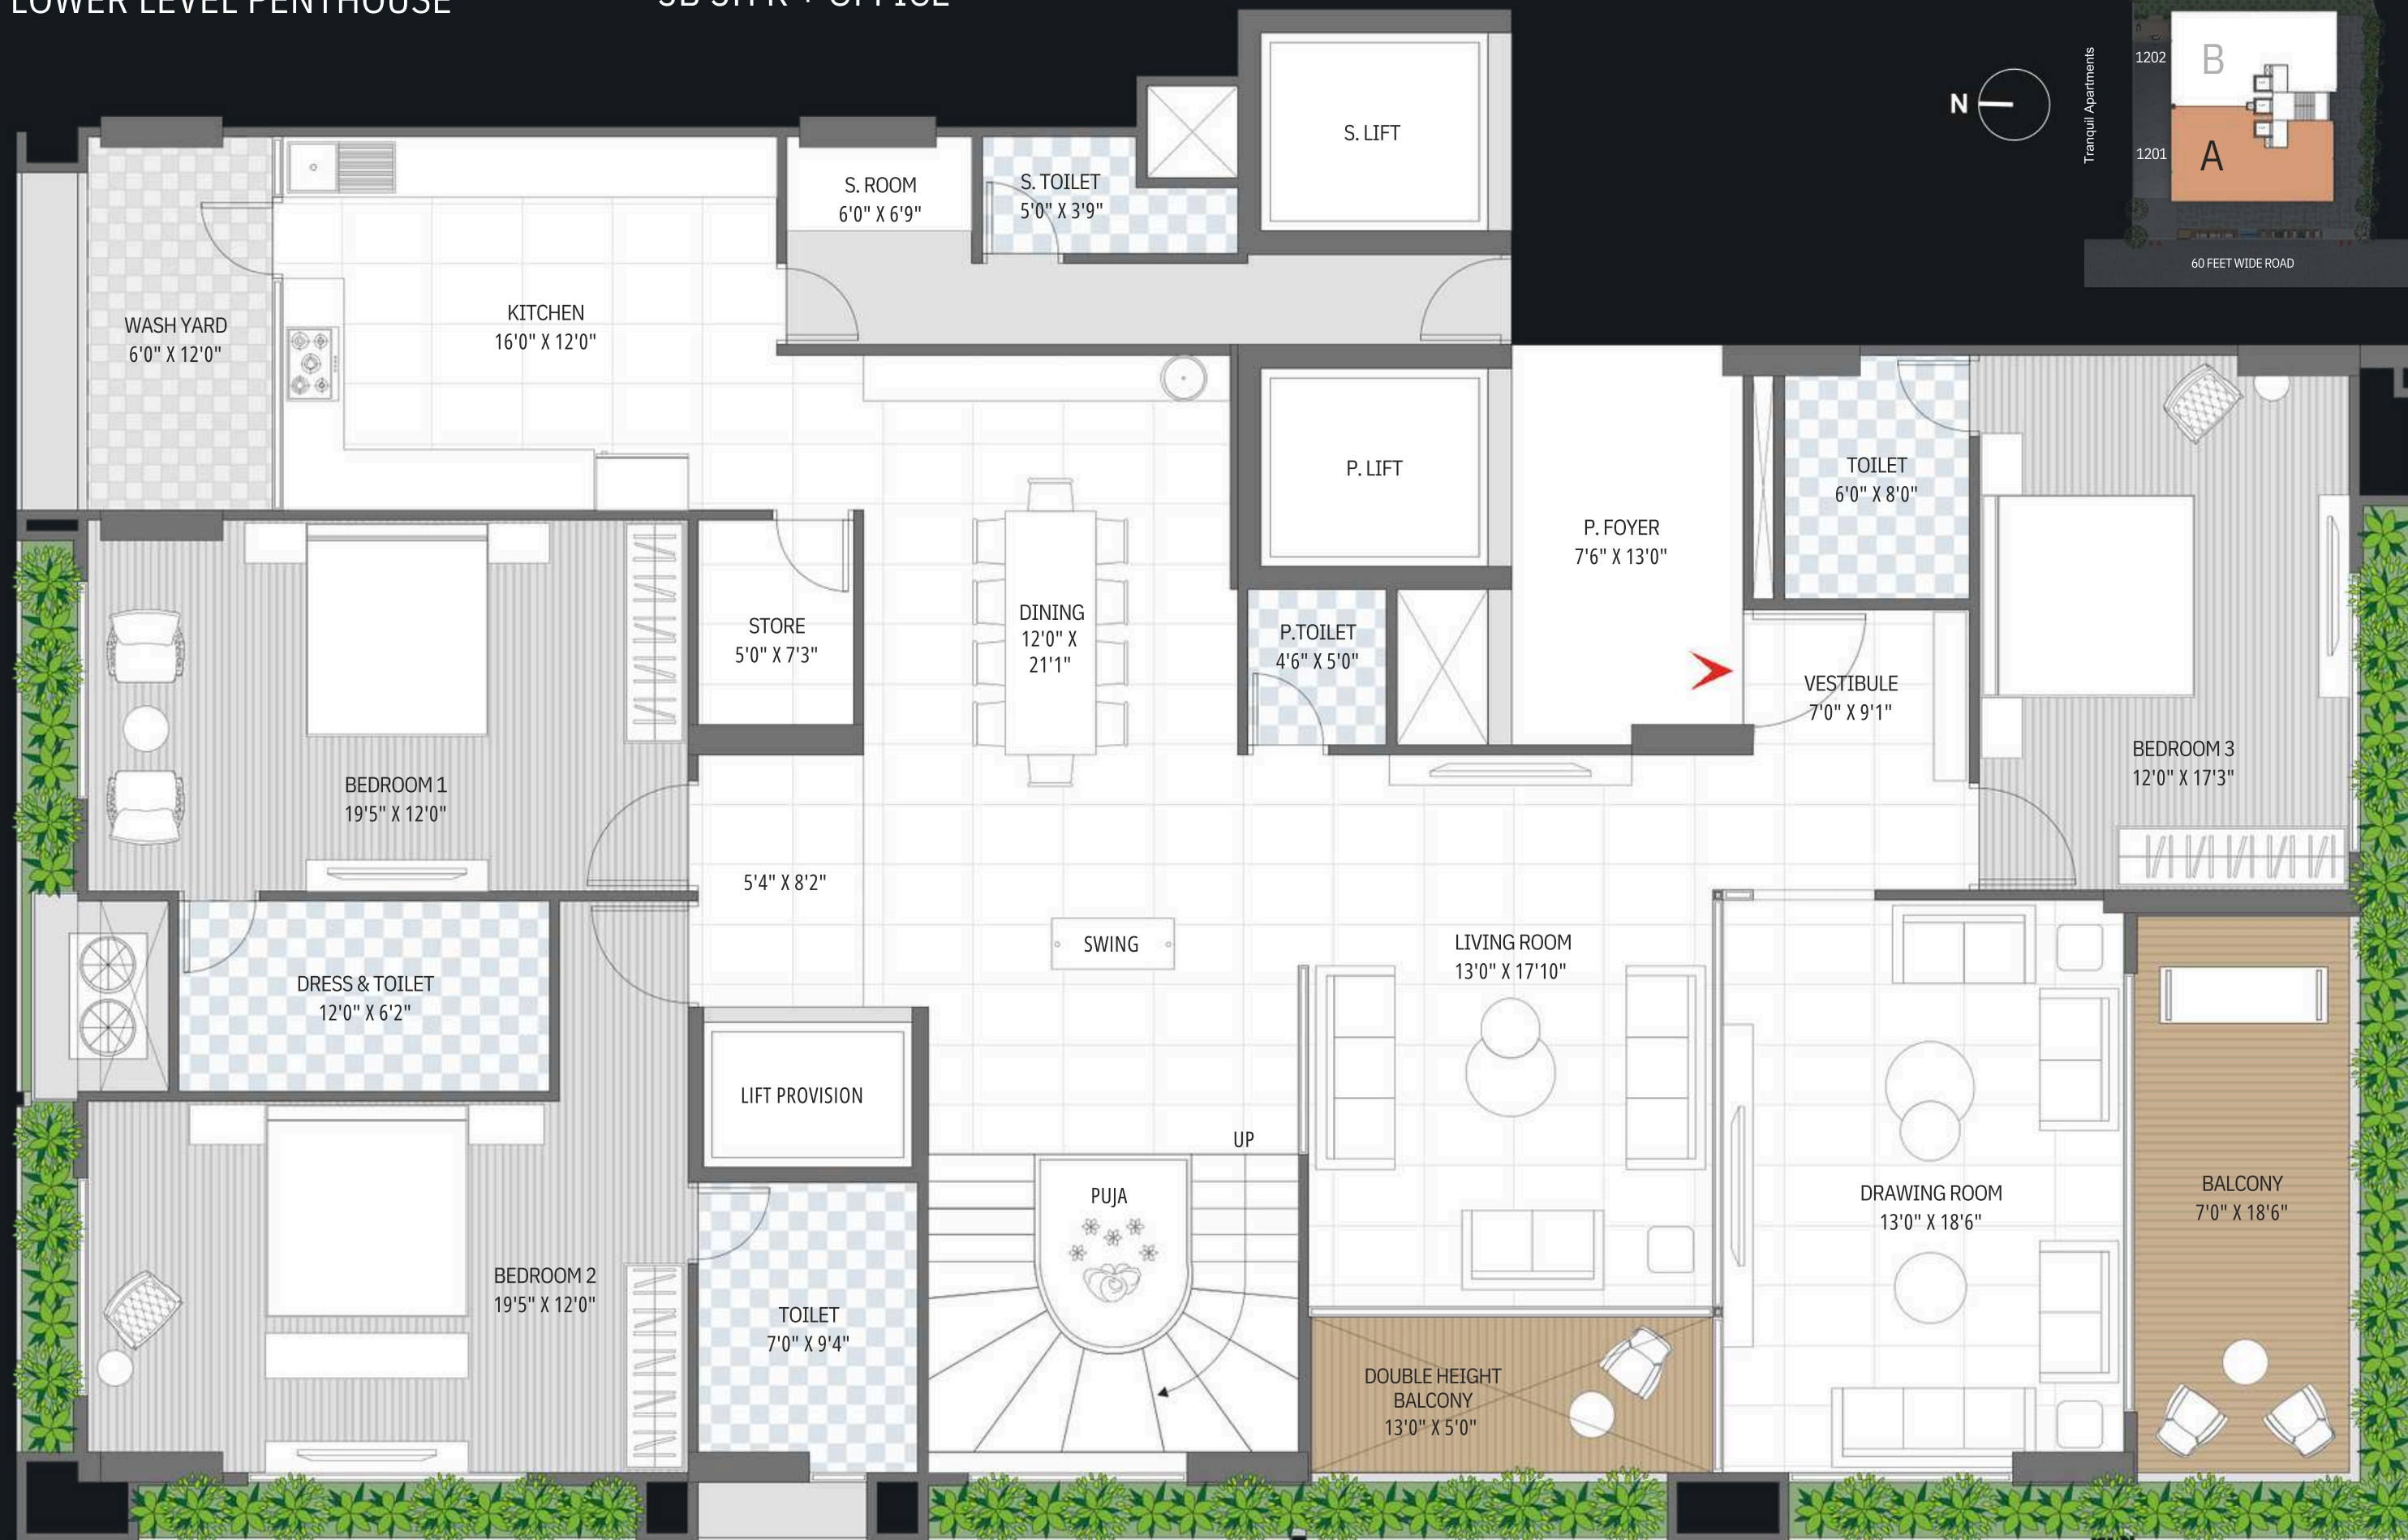 LOWER LEVEL PENTHOUSE
N
Tranquil Apartments
1202
B
1201
A
60 FEET WIDE ROAD
S. LIFT
S. ROOM
6'0" X 6'9"
S. TOILET
5'0" X 3'9"
WASH YARD
6'0" X 12'0"
KITCHEN
16'0" X 12'0"
P. LIFT
TOILET
6'0" X 8'0"
P. FOYER
7'6" X 13'0"
DINING
12'0" X
21'1"
STORE
5'0" X 7'3"
P.TOILET
4'6" X 5'0"
VESTIBULE
7'0" X 9'1"
BEDROOM 3
12'0" X 17'3"
BEDROOM 1
19'5" X 12'0"
5'4" X 8'2"
SWING
LIVING ROOM
13'0" X 17'10"
DRESS & TOILET
12'0" X 6'2"
LIFT PROVISION
UP
PUJA
DRAWING ROOM
13'0" X 18'6"
BALCONY
7'0" X 18'6"
BEDROOM 2
19'5" X 12'0"
TOILET
7'0" X 9'4"
DOUBLE HEIGHT
BALCONY
13'0" X 5'0"